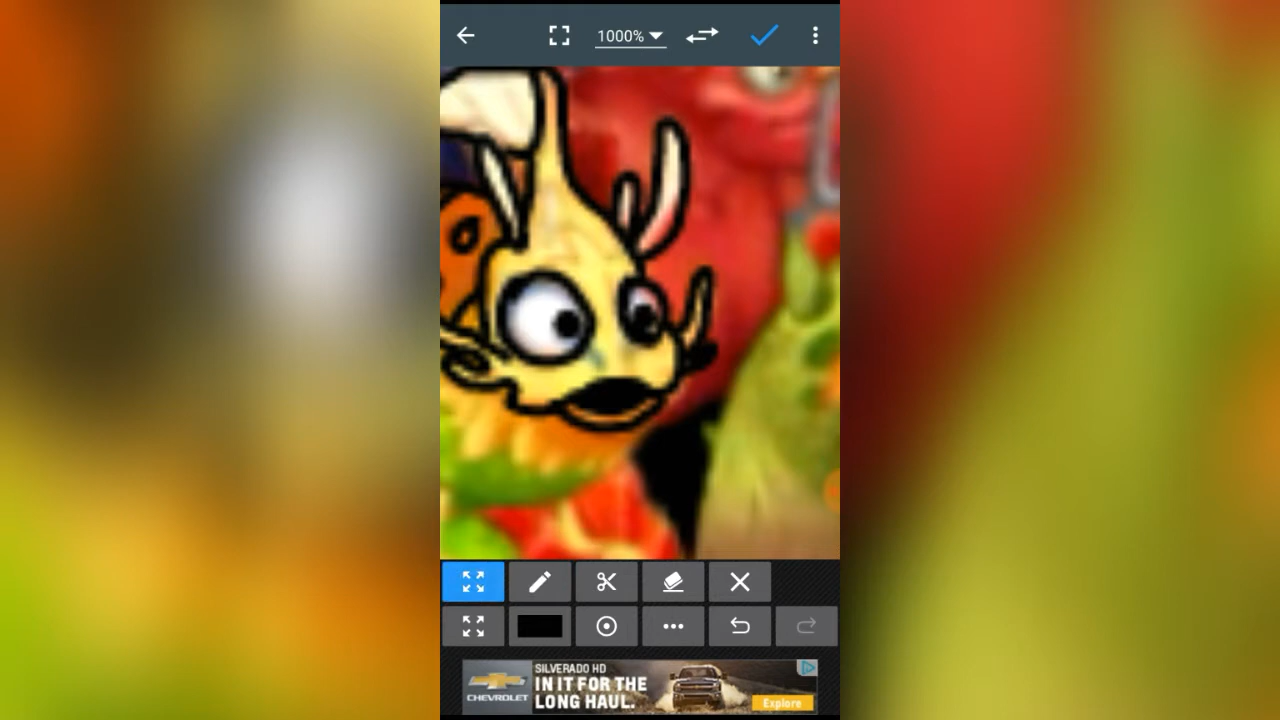 1000%
SILVERADO HD
IN IT FOR THE
LONG HAUL.
CHEVROLET
Explore